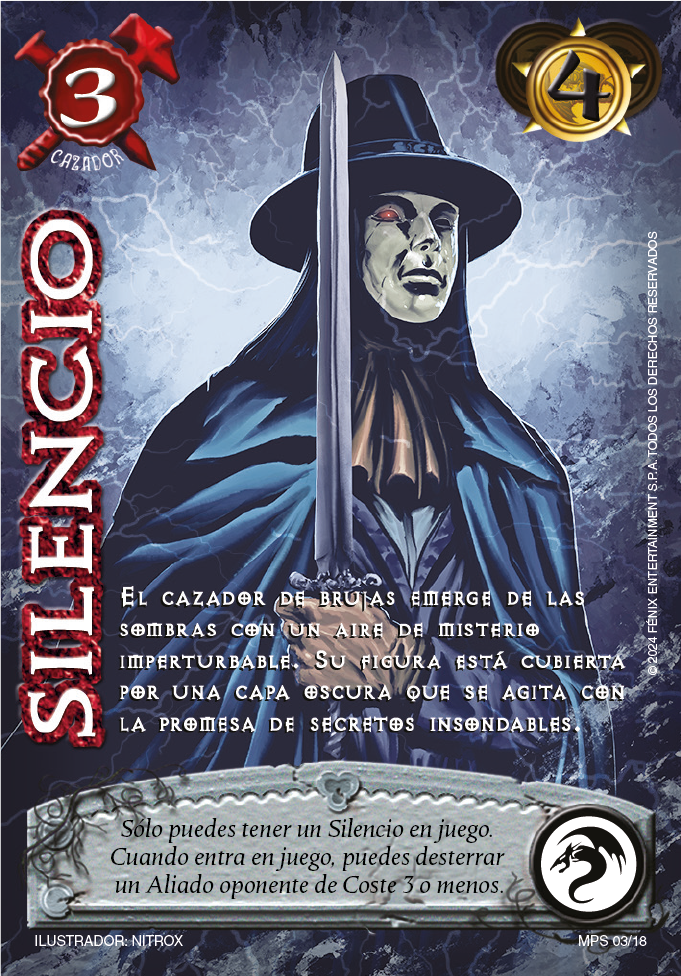 3
CAZADOR
4
SILENCIO
EL CAZADOR DE BRUJAS EMERGE DE LAS
SOMBRAS CON UN AIRE DE MISTERIO
IMPERTURBABLE. SU FIGURA ESTÁ CUBIERTA
POR UNA CAPA OSCURA QUE SE AGITA CON
LA PROMESA DE SECRETOS INSONDABLES.
© 2024 FÉNIX ENTERTAINMENT S.P.A. TODOS LOS DERECHOS RESERVADOS
Sólo puedes tener un Silencio en juego.
Cuando entra en juego, puedes desterrar
un Aliado oponente de Coste 3 o menos.
ILUSTRADOR: NITROX
MPS 03/18